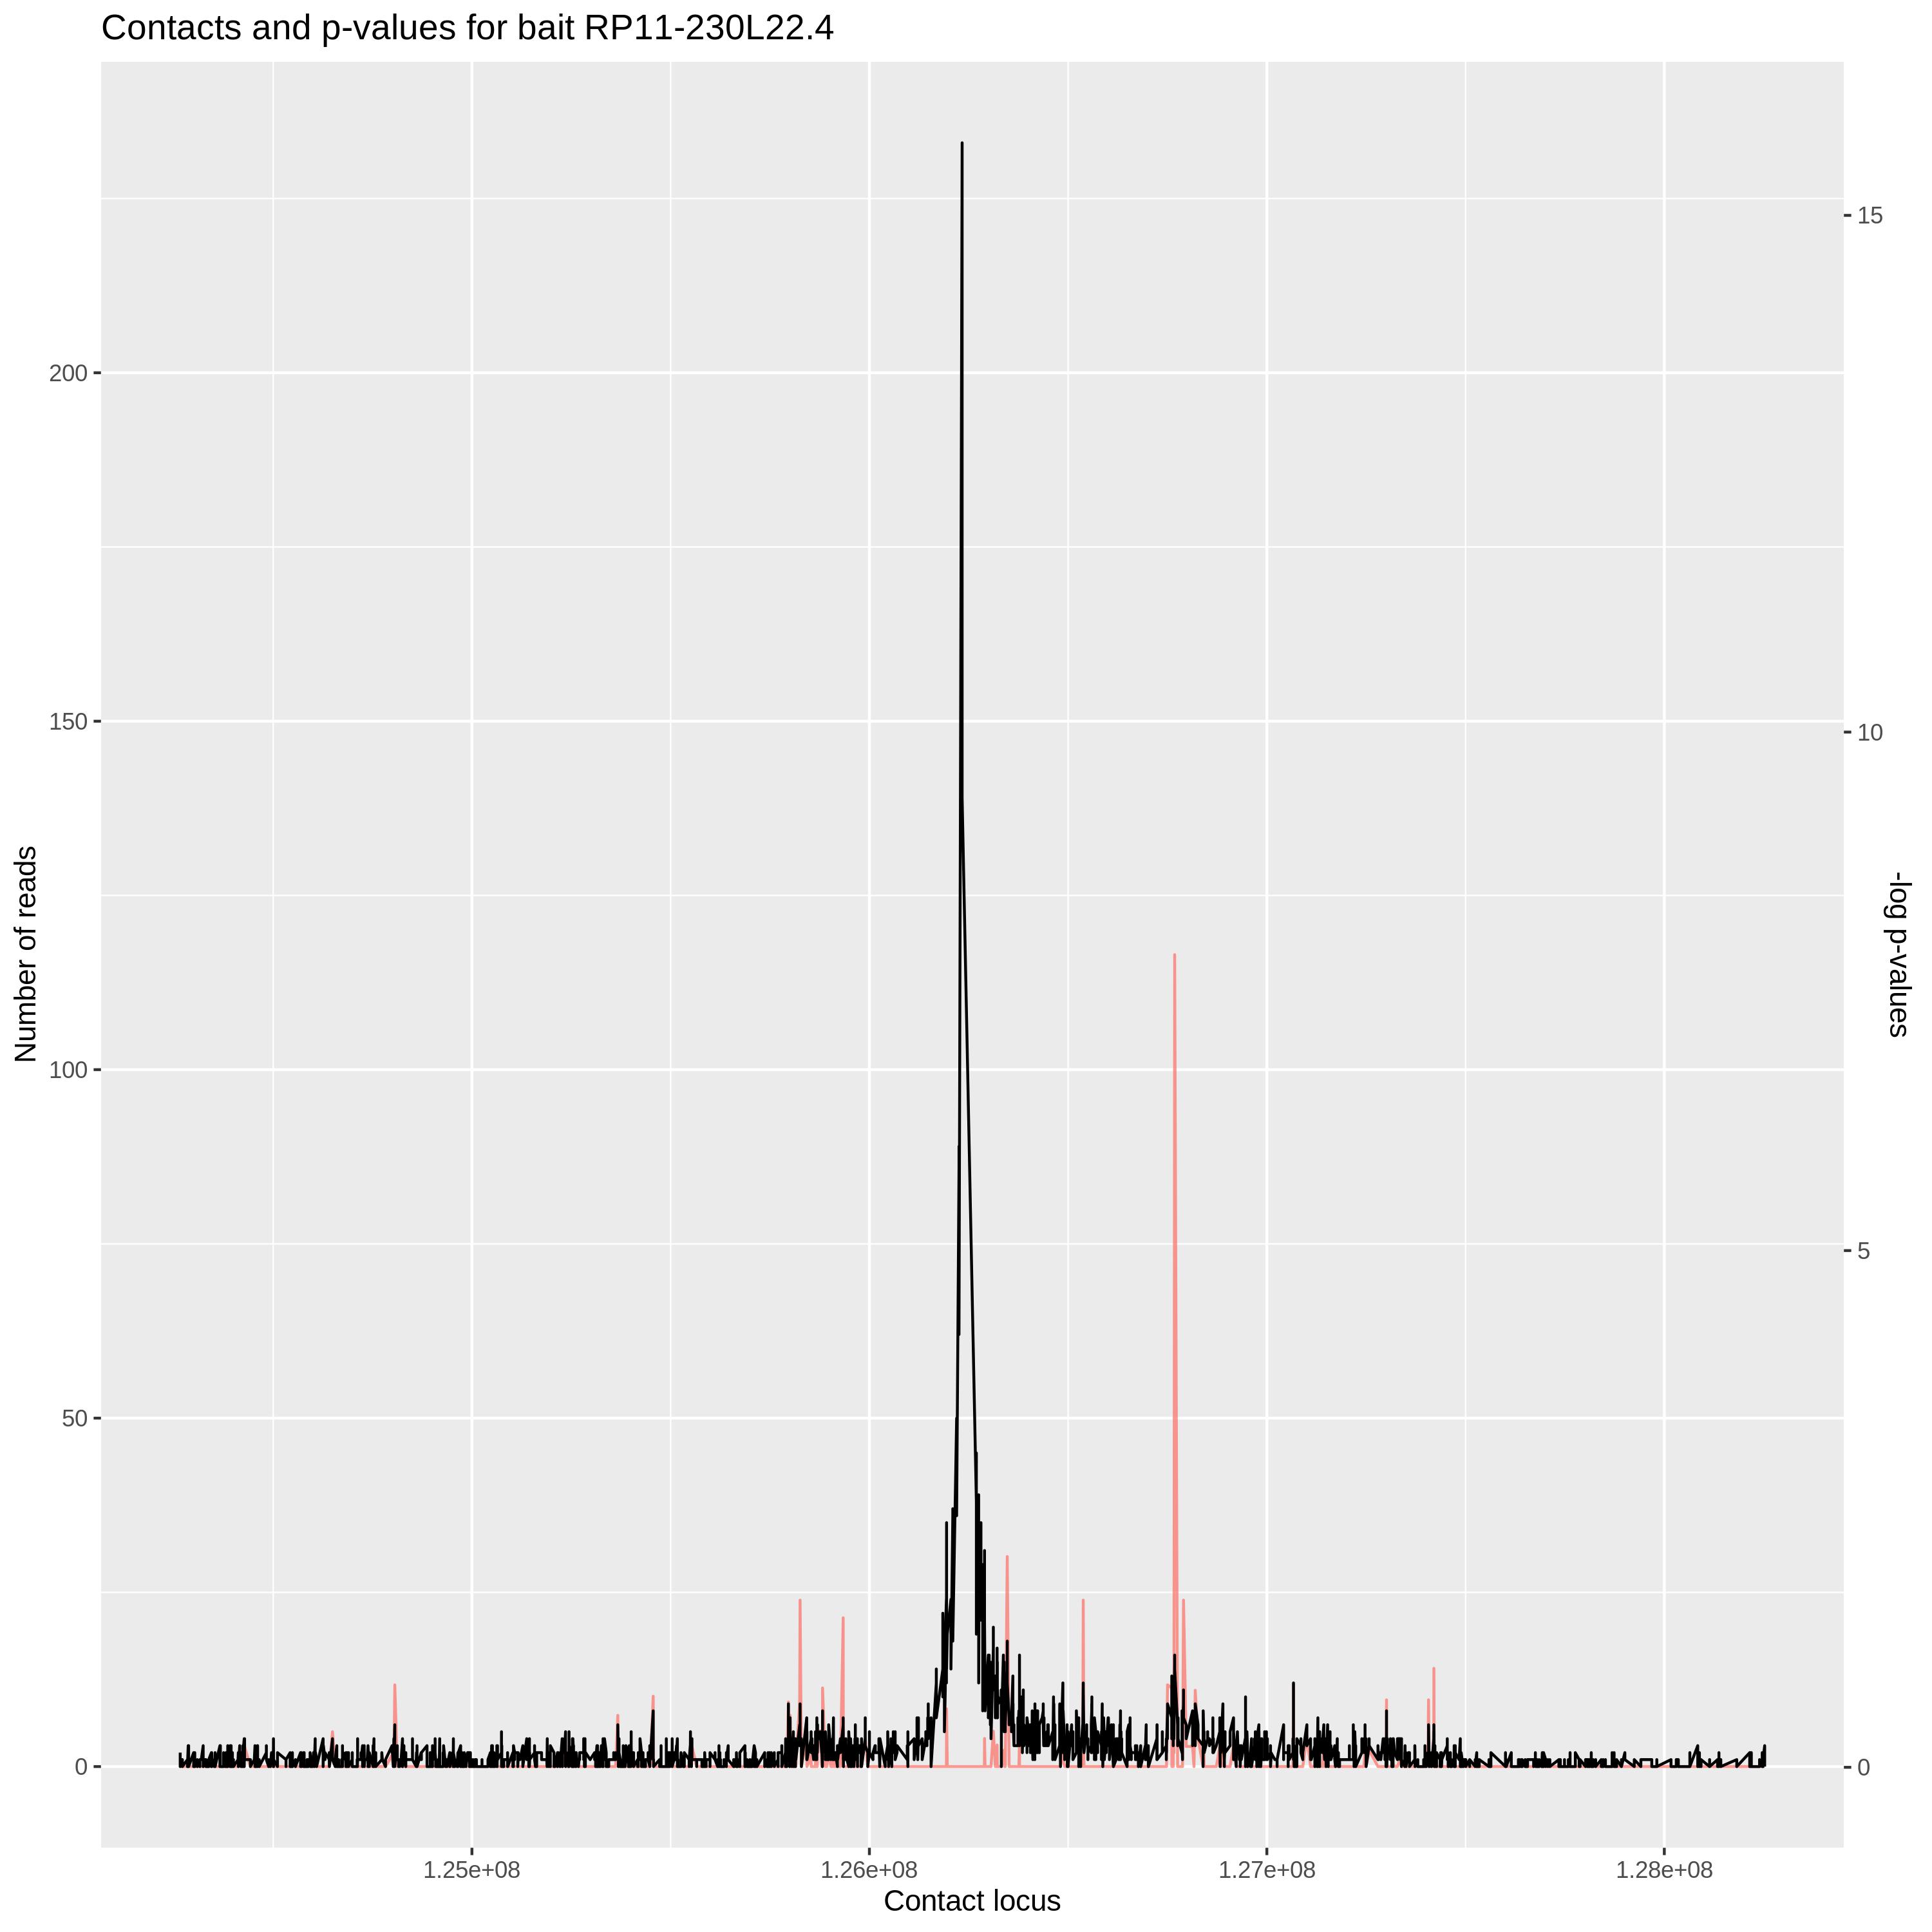 Contacts and p-values for bait RP11-230L22.4
200
150
100
50
0
15
10
5
0
Number of reads
-log p-values
1.25e+08
1.26e+08
1.27e+08
1.28e+08
Contact locus